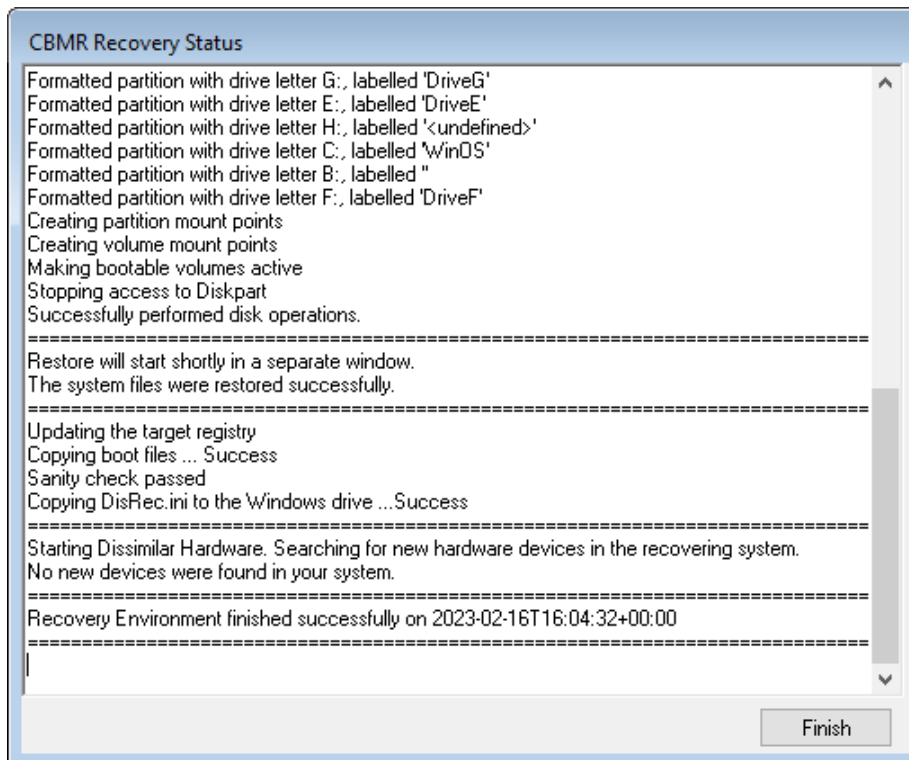 CBMR Recovery Status
Formatted partition with drive letter G:, labelled 'DriveG'
Formatted partition with drive letter E:, labelled 'DriveE'
Formatted partition with drive letter H:, labelled '<undefined>'
Formatted partition with drive letter C:, labelled 'WinOS'
Formatted partition with drive letter B:, labelled ''
Formatted partition with drive letter F:, labelled 'DriveF'
Creating partition mount points
Creating volume mount points
Making bootable volumes active
Stopping access to Diskpart
Successfully performed disk operations.
==============================================================================
Restore will start shortly in a separate window.
The system files were restored successfully.
==============================================================================
Updating the target registry
Copying boot files ... Success
Sanity check passed
Copying DisRec.ini to the Windows drive ...Success
==============================================================================
Starting Dissimilar Hardware. Searching for new hardware devices in the recovering system.
No new devices were found in your system.
==============================================================================
Recovery Environment finished successfully on 2023-02-16T16:04:32+00:00
==============================================================================
Finish